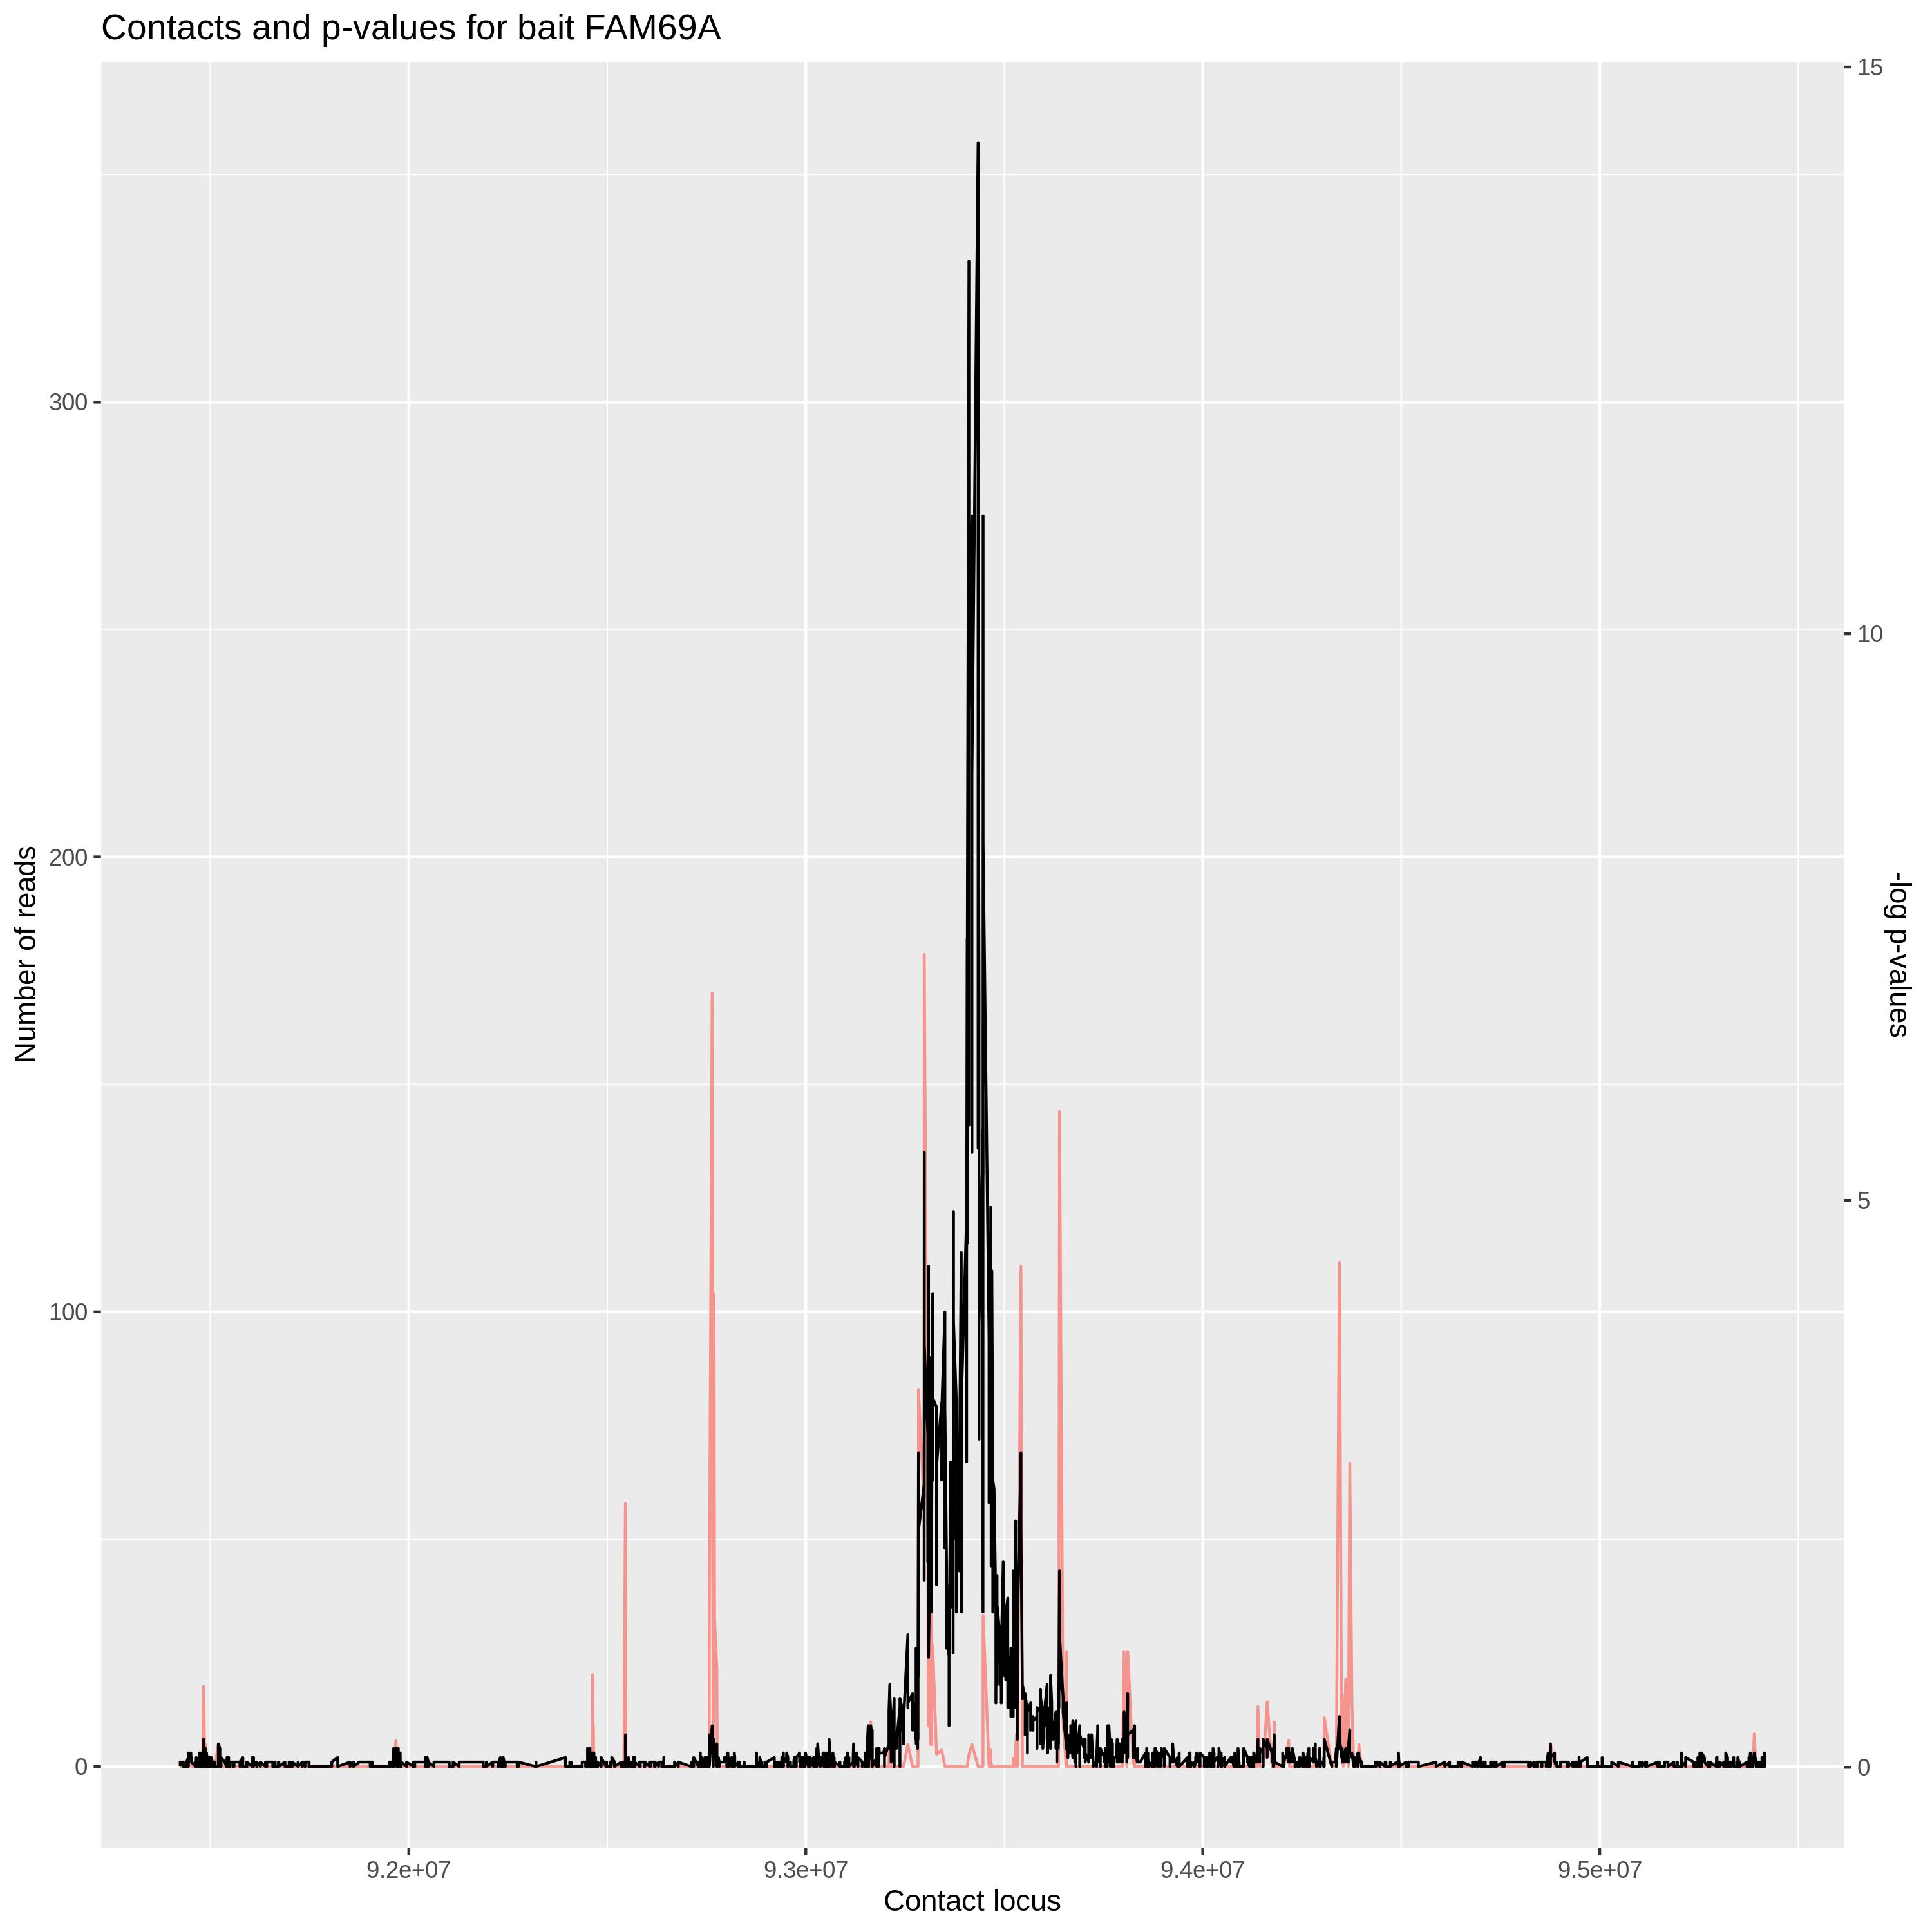 Contacts and p-values for bait FAM69A
15
300
10
200
Number of reads
-log p-values
5
100
0
0
9.2e+07
9.3e+07
9.4e+07
9.5e+07
Contact locus